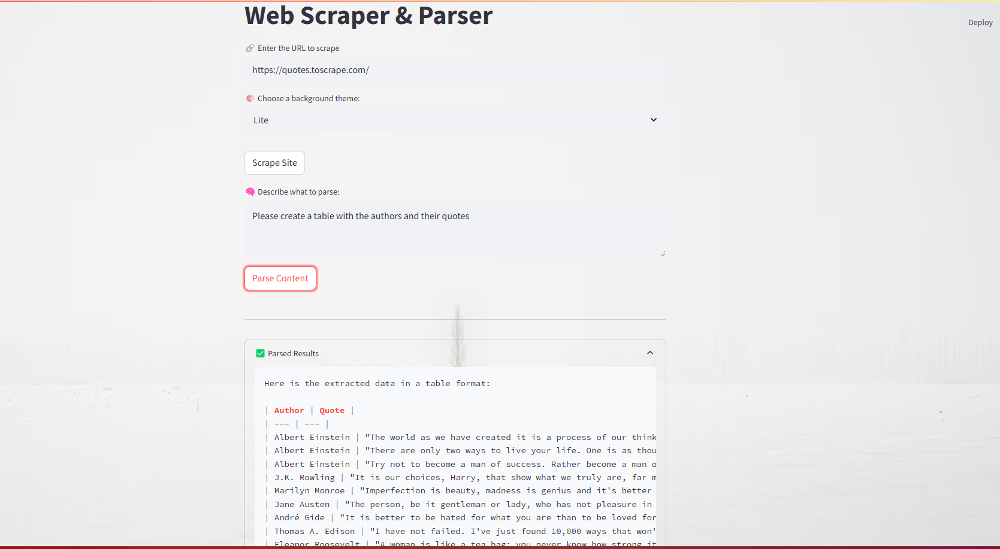 Web Scraper & Parser
Deploy
Enter the URL to scrape
https://quotes.toscrape.com/
Choose a background theme:
Lite
Scrape Site
Describe what to parse:
Please create a table with the authors and their quotes
Parse Content
Parsed Results
Here is the extracted data in a table format:
| Author | Quote |
| --- | --- |
| Albert Einstein | "The world as we have created it is a process of our think
| Albert Einstein | "There are only two ways to live your life. One is as thou
| Albert Einstein | "Try not to become a man of success. Rather become a man o
| J.K. Rowling | "It is our choices, Harry, that show what we truly are, far m
| Marilyn Monroe | "Imperfection is beauty, madness is genius and it's better
| Jane Austen | "The person, be it gentleman or lady, who has not pleasure in
| André Gide | "It is better to be hated for what you are than to be loved for
| Thomas A. Edison | "I have not failed. I've just found 10,000 ways that won'
| Eleanor Roosevelt | "A woman is like a tea bag; you never know how strong it